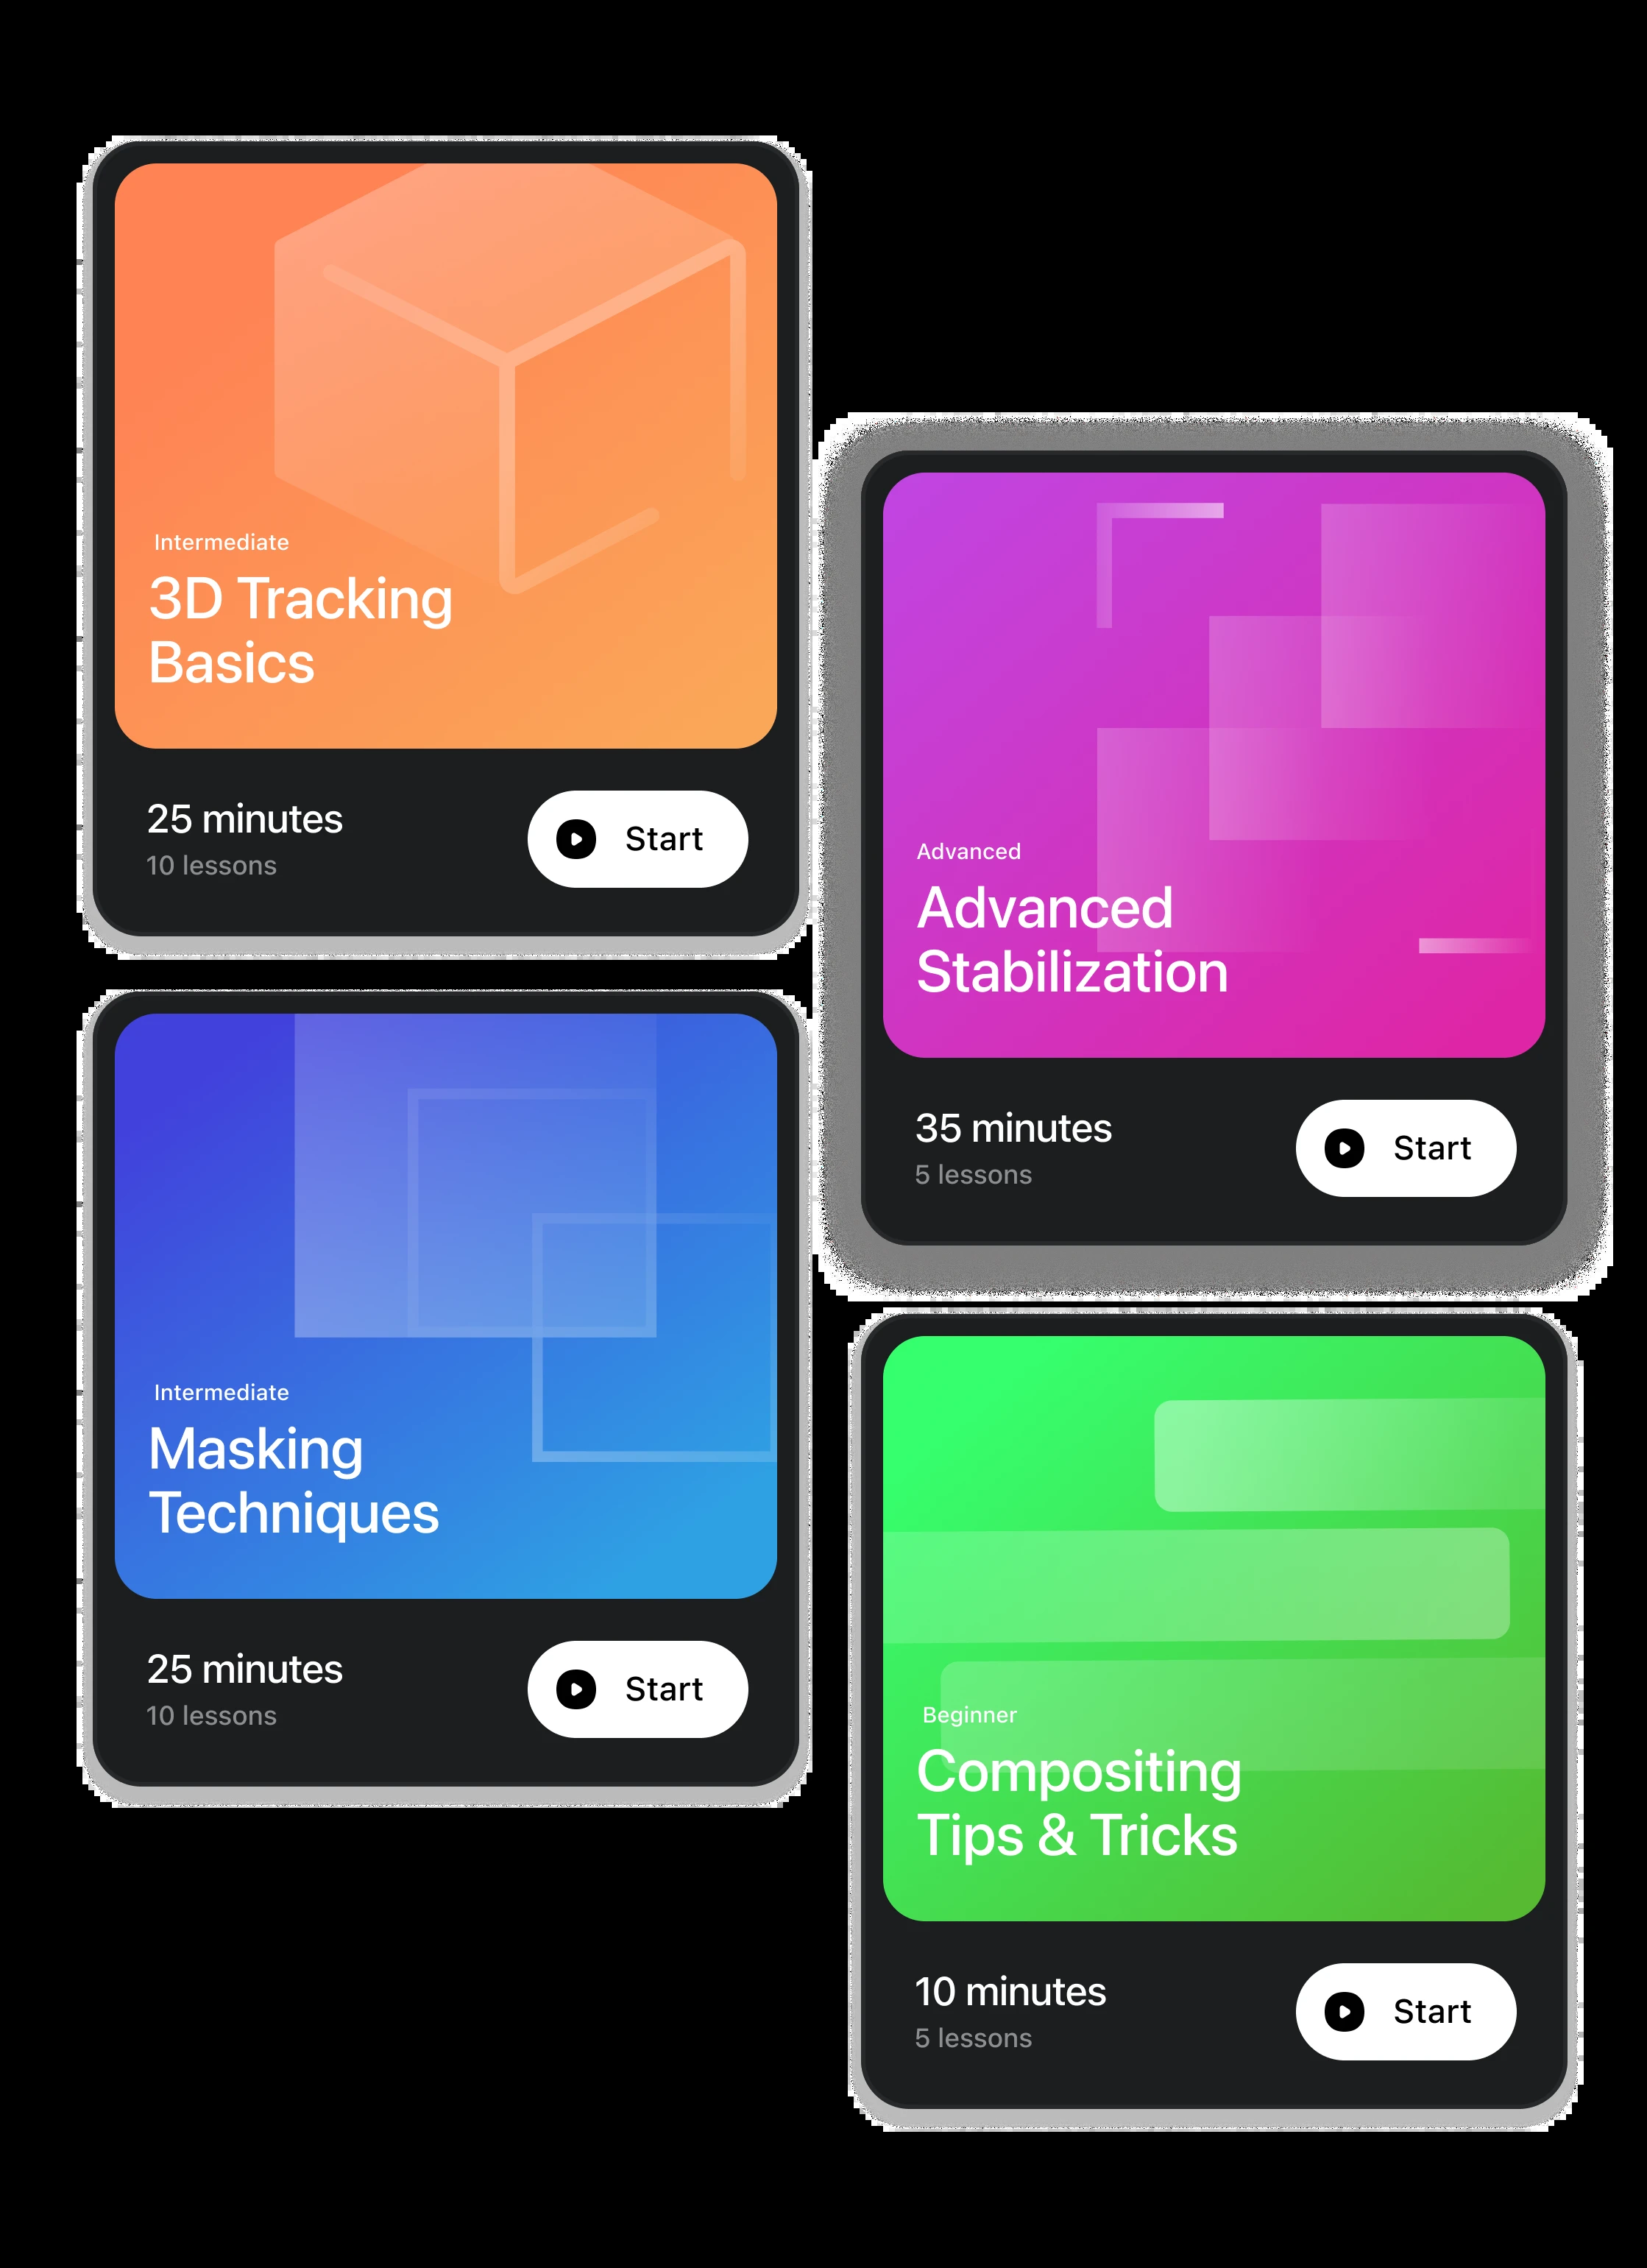 Intermediate
3D Tracking
Basics
25 minutes
10 lessons
Start
Advanced
Advanced
Stabilization
35 minutes
5 lessons
Start
Intermediate
Masking
Techniques
25 minutes
10 lessons
Start
Beginner
Compositing
Tips & Tricks
10 minutes
5 lessons
Start